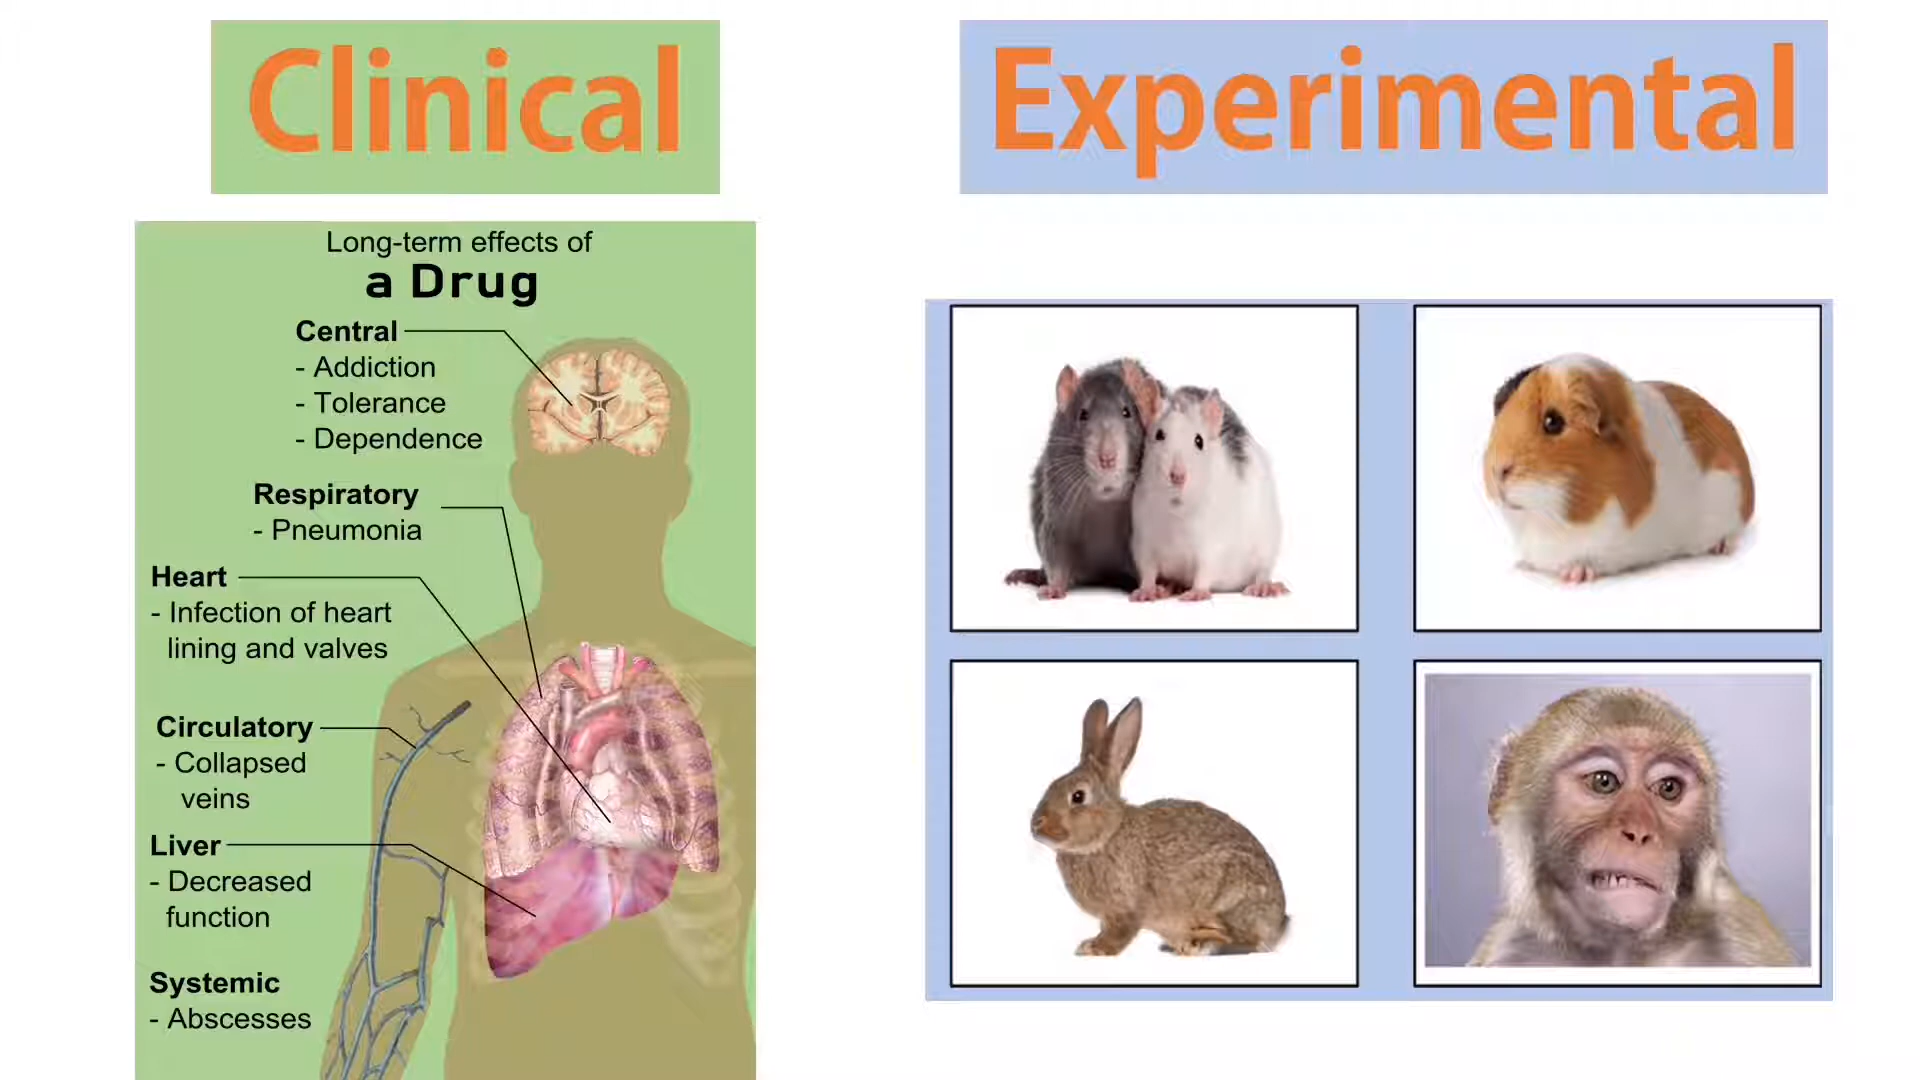 Clinical
Experimental
Long-term effects of
a Drug
Central
- Addiction
- Tolerance
- Dependence
Respiratory
- Pneumonia
Heart
- Infection of heart
lining and valves
Circulatory
- Collapsed
veins
Liver
- Decreased
function
Systemic
- Abscesses